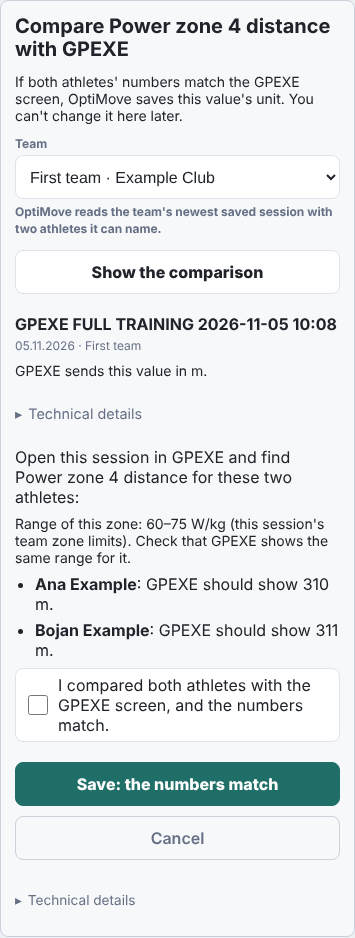 Compare Power zone 4 distance
with GPEXE
If both athletes' numbers match the GPEXE
screen, OptiMove saves this value's unit. You
can't change it here later.
Team
First team · Example Club
OptiMove reads the team's newest saved session with
two athletes it can name.
Show the comparison
GPEXE FULL TRAINING 2026-11-05 10:08
05.11.2026 · First team
GPEXE sends this value in m.
▸ Technical details
Open this session in GPEXE and find
Power zone 4 distance for these two
athletes:
Range of this zone: 60–75 W/kg (this session's
team zone limits). Check that GPEXE shows the
same range for it.
• Ana Example: GPEXE should show 310
m.
• Bojan Example: GPEXE should show 311
m.
I compared both athletes with the
GPEXE screen, and the numbers
match.
Save: the numbers match
Cancel
▸ Technical details